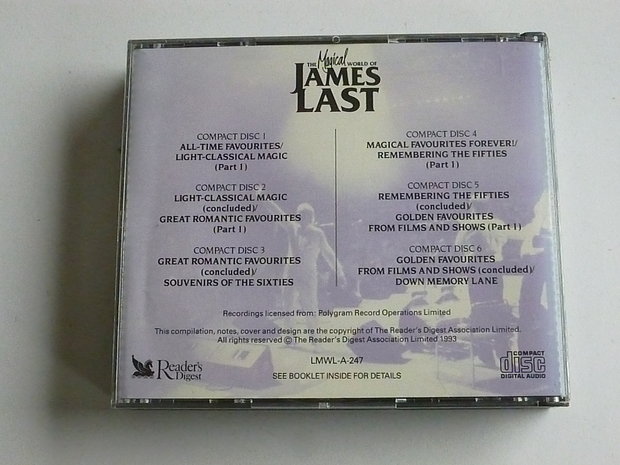 THE Magical WORLD OF
JAMES
LAST
COMPACT DISC 1
ALL-TIME FAVOURITES/
LIGHT-CLASSICAL MAGIC
(Part 1)
COMPACT DISC 2
LIGHT-CLASSICAL MAGIC
(concluded)/
GREAT ROMANTIC FAVOURITES
(Part 1)
COMPACT DISC 3
GREAT ROMANTIC FAVOURITES
(concluded)/
SOUVENIRS OF THE SIXTIES
COMPACT DISC 4
MAGICAL FAVOURITES FOREVER!/
REMEMBERING THE FIFTIES
(Part 1)
COMPACT DISC 5
REMEMBERING THE FIFTIES
(concluded)/
GOLDEN FAVOURITES
FROM FILMS AND SHOWS (Part 1)
COMPACT DISC 6
GOLDEN FAVOURITES
FROM FILMS AND SHOWS (concluded)/
DOWN MEMORY LANE
Recordings licensed from: Polygram Record Operations Limited
This compilation, notes, cover and design are the copyright of The Reader's Digest Association Limited.
All rights reserved Ⓟ The Reader's Digest Association Limited 1993
Reader's
Digest
LMWL-A-247
SEE BOOKLET INSIDE FOR DETAILS
COMPACT
disc
DIGITAL AUDIO